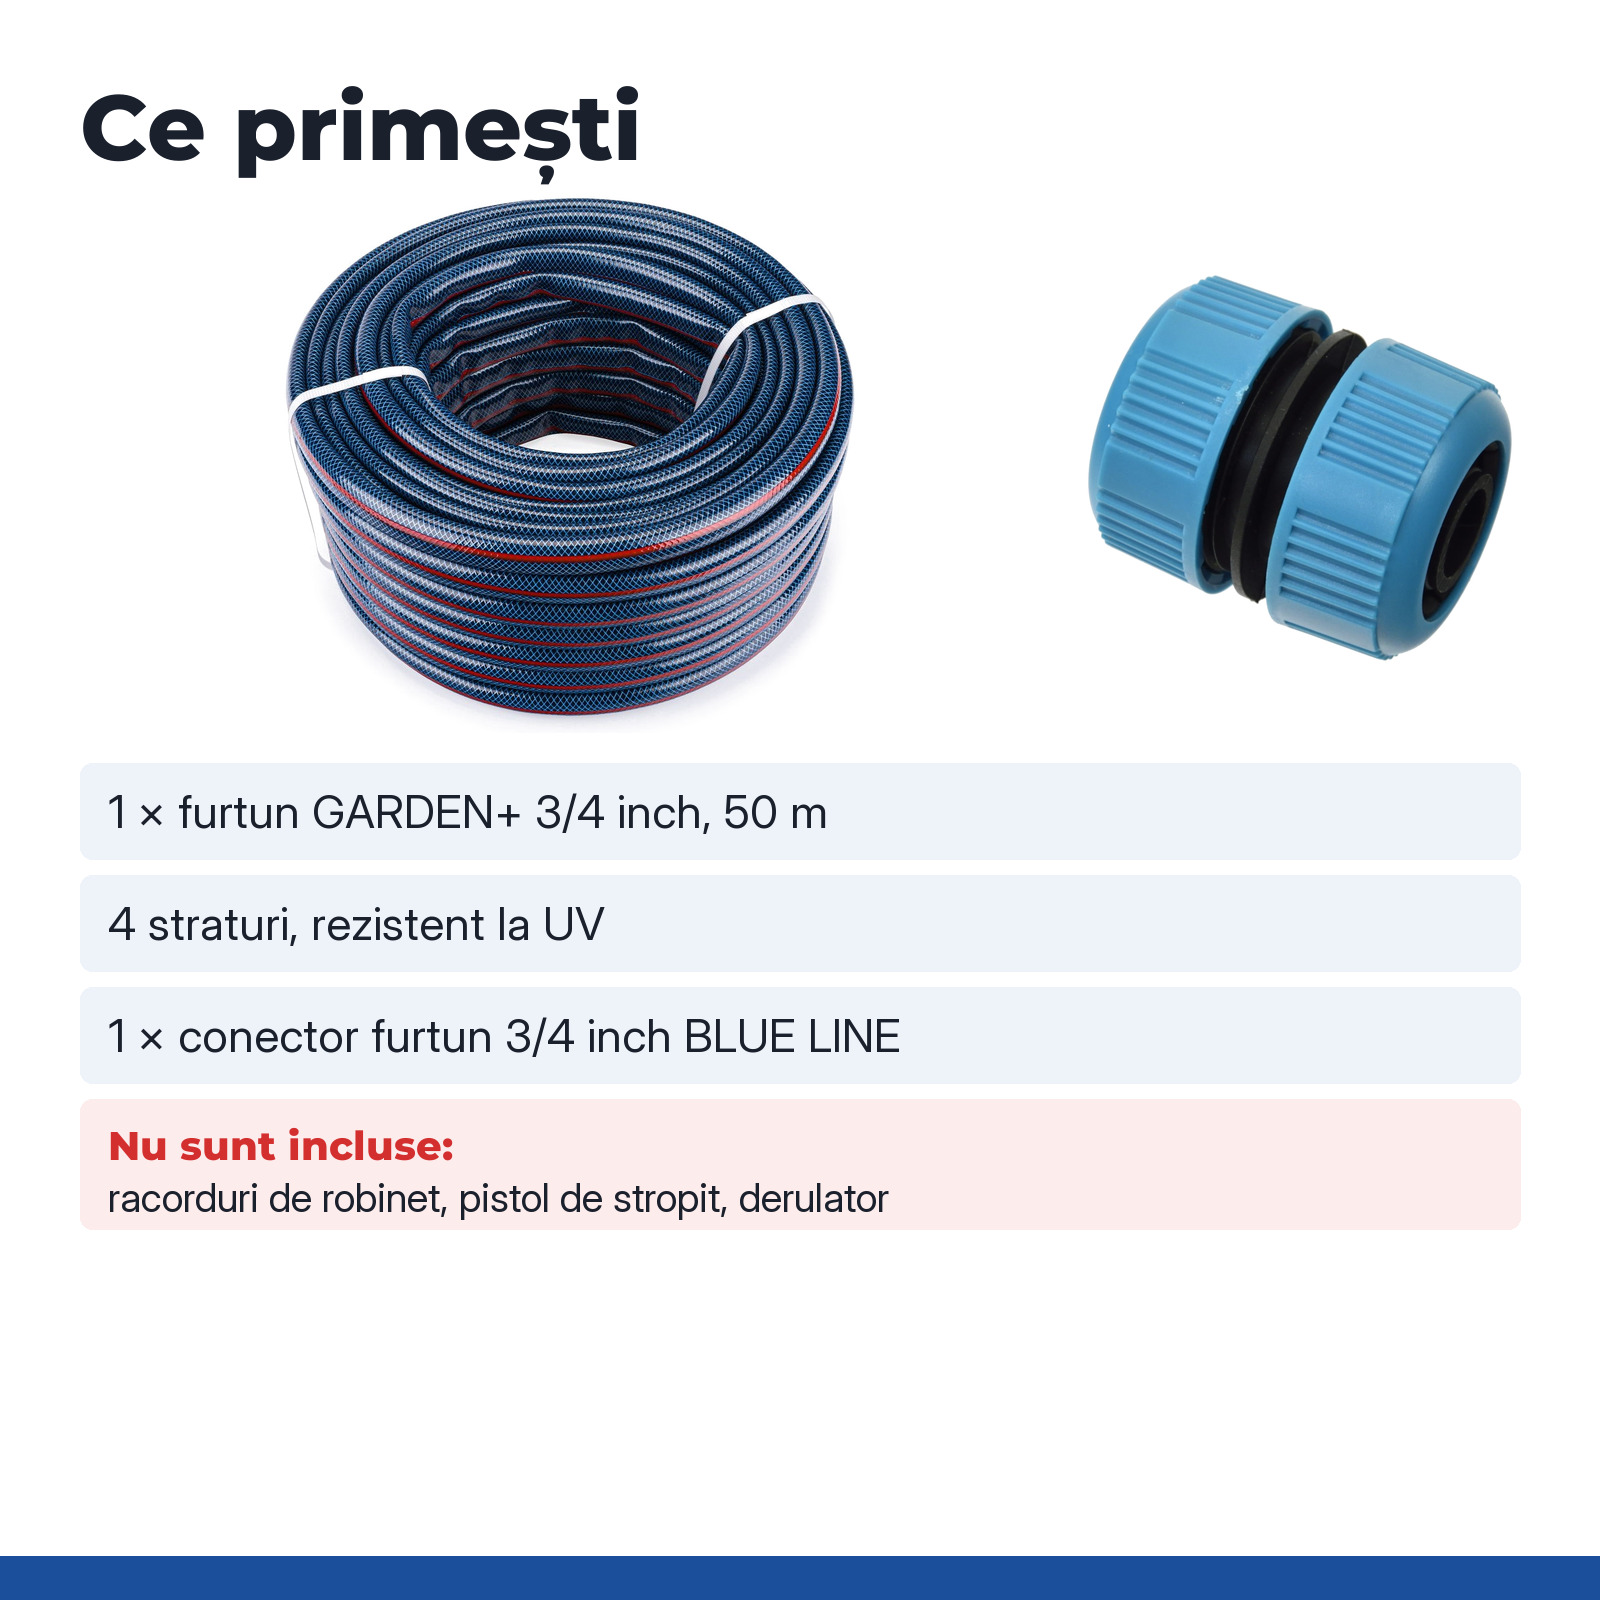 Ce primești
1 × furtun GARDEN+ 3/4 inch, 50 m
4 straturi, rezistent la UV
1 × conector furtun 3/4 inch BLUE LINE
Nu sunt incluse:
racorduri de robinet, pistol de stropit, derulator